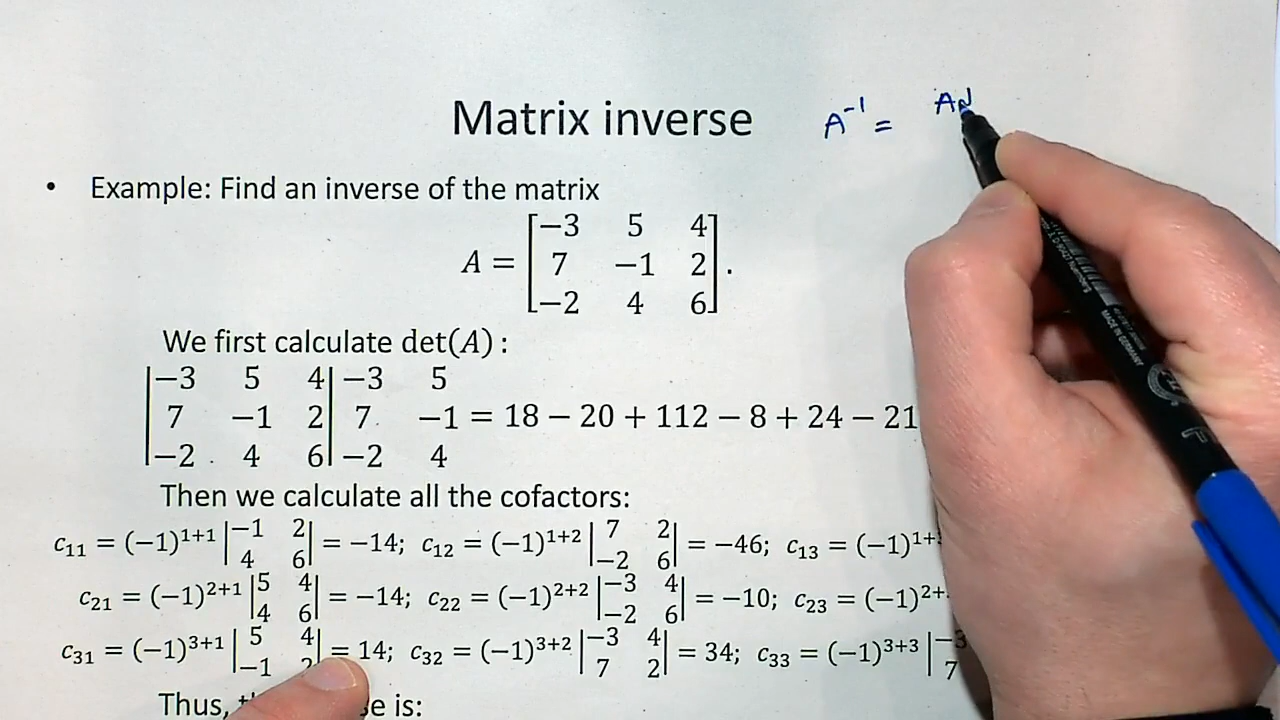 Matrix inverse A⁻¹ =
• Example: Find an inverse of the matrix
A = [−3 5 4
7 −1 2
−2 4 6].
We first calculate det(A) :
|−3 5 4| −3 5
|7 −1 2| 7 −1 = 18 − 20 + 112 − 8 + 24 − 21
|−2 4 6| −2 4
Then we calculate all the cofactors:
c₁₁ = (−1)¹⁺¹ |−1 2; 4 6| = −14; c₁₂ = (−1)¹⁺² |7 2; −2 6| = −46; c₁₃ = (−1)¹⁺
c₂₁ = (−1)²⁺¹ |5 4; 4 6| = −14; c₂₂ = (−1)²⁺² |−3 4; −2 6| = −10; c₂₃ = (−1)²⁺
c₃₁ = (−1)³⁺¹ |5 4; −1 2| = 14; c₃₂ = (−1)³⁺² |−3 4; 7 2| = 34; c₃₃ = (−1)³⁺³ |−3; 7
Thus, is:
MADE IN GERMANY